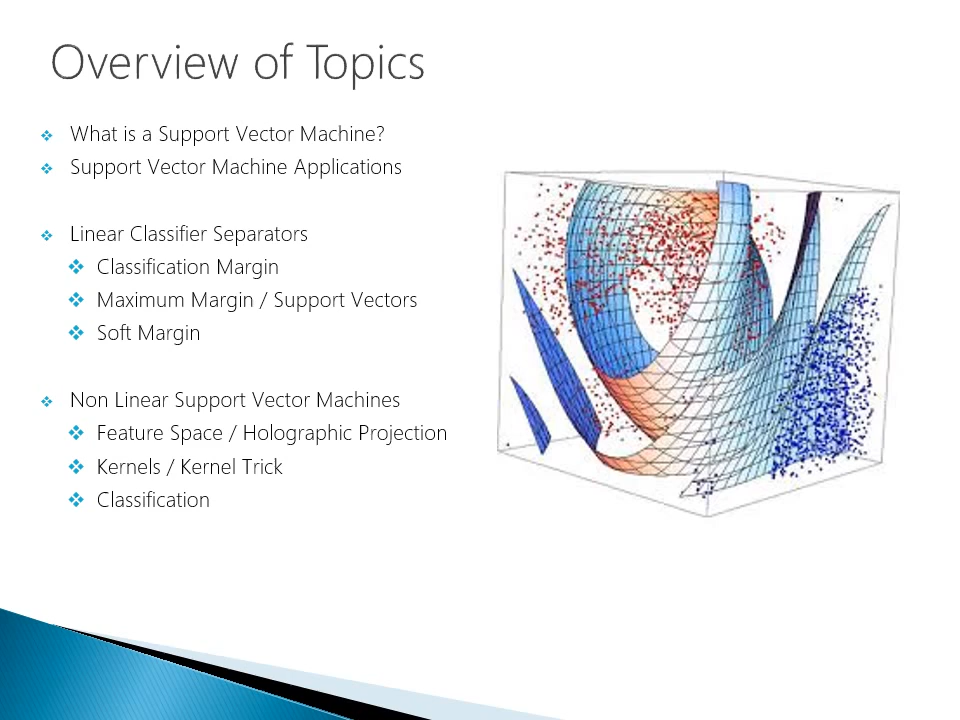 Overview of Topics
What is a Support Vector Machine?
Support Vector Machine Applications
Linear Classifier Separators
Classification Margin
Maximum Margin / Support Vectors
Soft Margin
Non Linear Support Vector Machines
Feature Space / Holographic Projection
Kernels / Kernel Trick
Classification